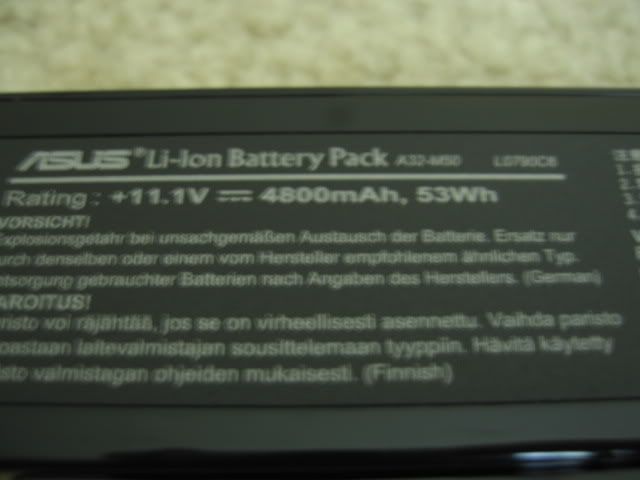 ASUS® Li-Ion Battery Pack A32-M50 L0790C6
Rating: +11.1V ⎓ 4800mAh, 53Wh
VORSICHT!
Explosionsgefahr bei unsachgemäßen Austausch der Batterie. Ersatz nur
durch denselben oder einem vom Hersteller empfohlenem ähnlichen Typ.
Entsorgung gebrauchter Batterien nach Angaben des Herstellers. (German)
VAROITUS!
Paristo voi räjähtää, jos se on virheellisesti asennettu. Vaihda paristo
ainoastaan laitevalmistajan sousittelemaan tyyppiin. Hävitä käytetty
paristo valmistagan ohjeiden mukaisesti. (Finnish)